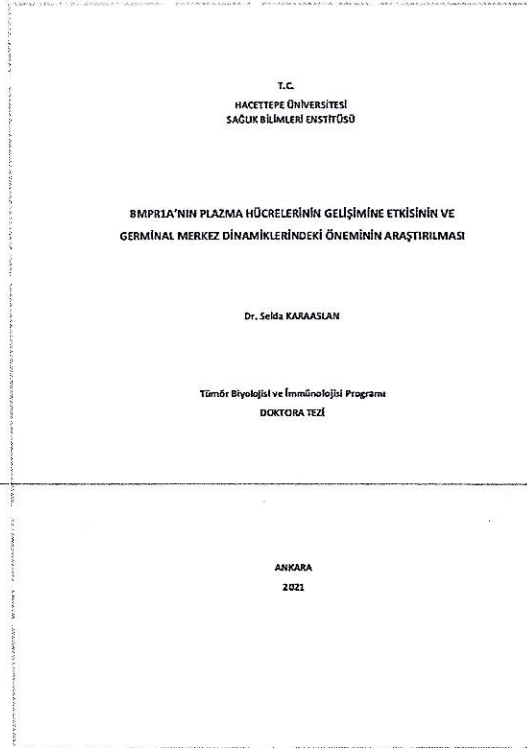 T.C.
HACETTEPE ÜNİVERSİTESİ
SAĞLIK BİLİMLERİ ENSTİTÜSÜ
BMPR1A'NIN PLAZMA HÜCRELERİNİN GELİŞİMİNE ETKİSİNİN VE
GERMİNAL MERKEZ DİNAMİKLERİNDEKİ ÖNEMİNİN ARAŞTIRILMASI
Dr. Selda KARAASLAN
Tümör Biyolojisi ve İmmünolojisi Programı
DOKTORA TEZİ
ANKARA
2021